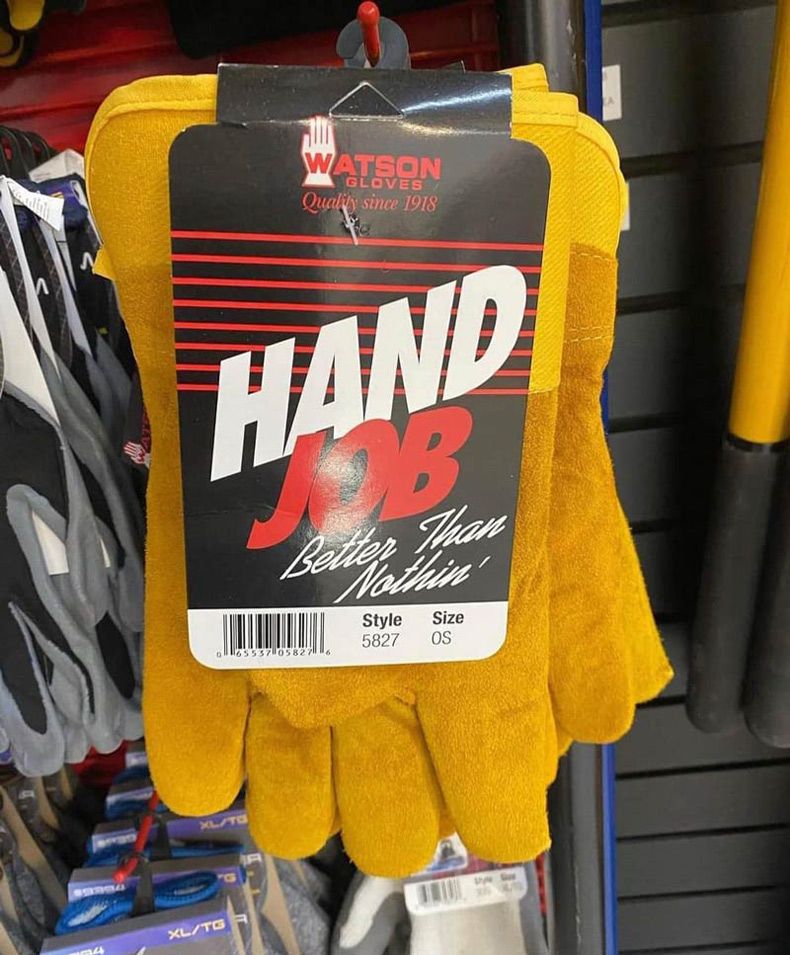 WATSON
GLOVES
Quality since 1918
HAND
JOB
Better Than
Nothin'
Style Size
5827 OS
0 65537 05827 6
XL/TG
XL/TG